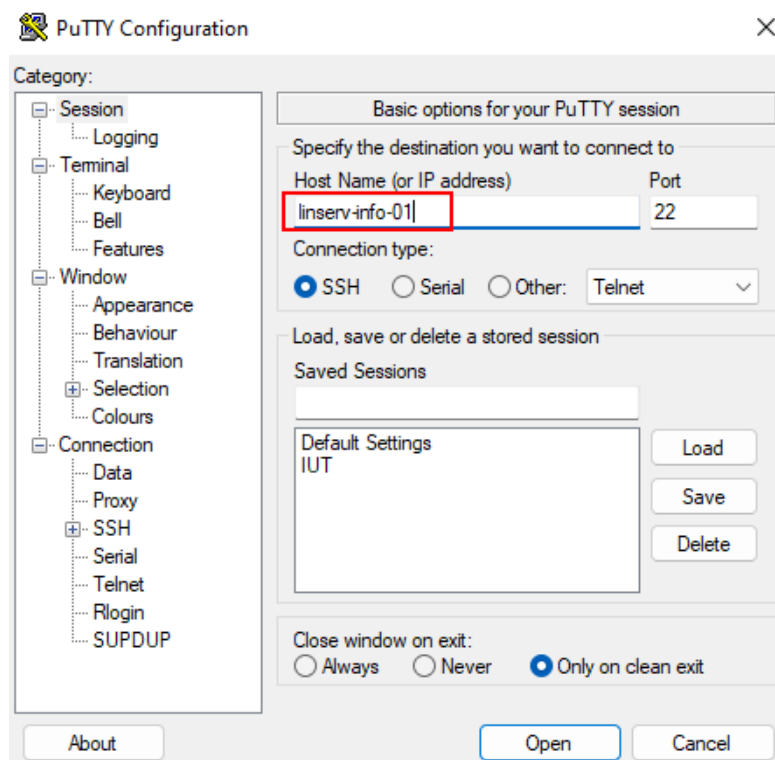 PuTTY Configuration
Category:
Session
Logging
Terminal
Keyboard
Bell
Features
Window
Appearance
Behaviour
Translation
Selection
Colours
Connection
Data
Proxy
SSH
Serial
Telnet
Rlogin
SUPDUP
Basic options for your PuTTY session
Specify the destination you want to connect to
Host Name (or IP address) Port
linserv-info-01 22
Connection type:
SSH Serial Other: Telnet
Load, save or delete a stored session
Saved Sessions
Default Settings
IUT
Load
Save
Delete
Close window on exit:
Always Never Only on clean exit
About Open Cancel